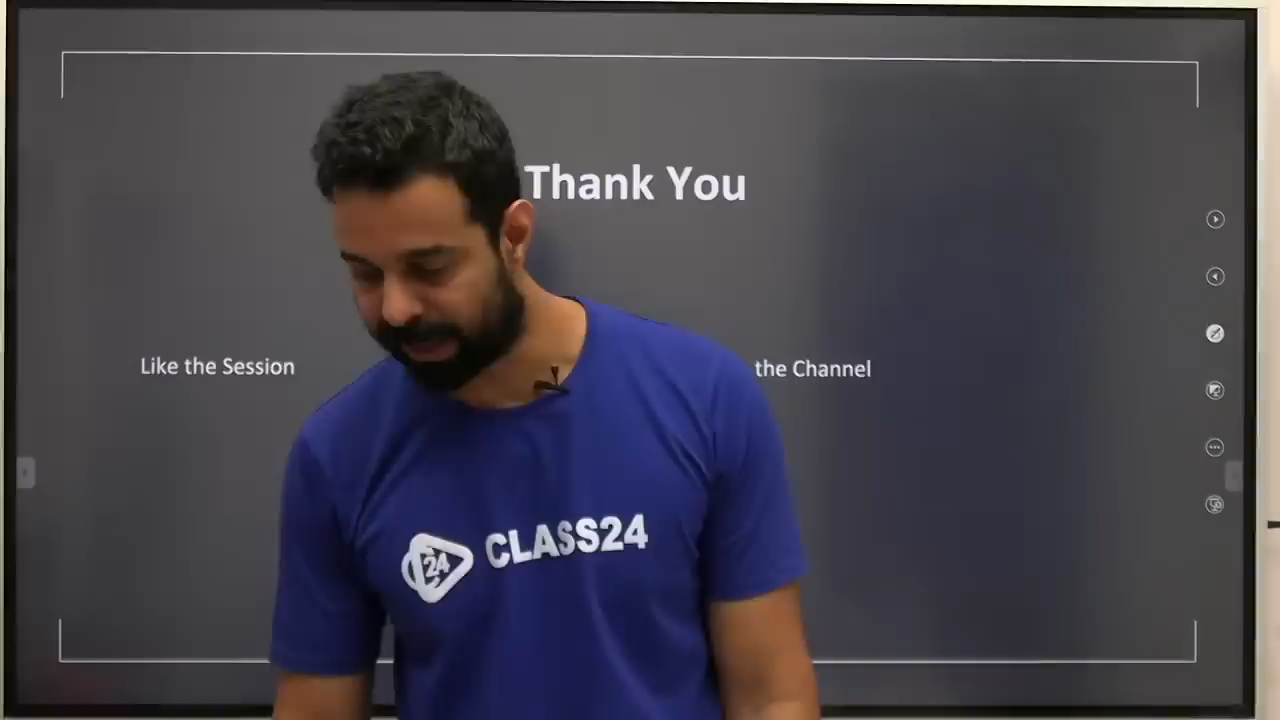 Thank You
Like the Session
the Channel
24 CLASS24